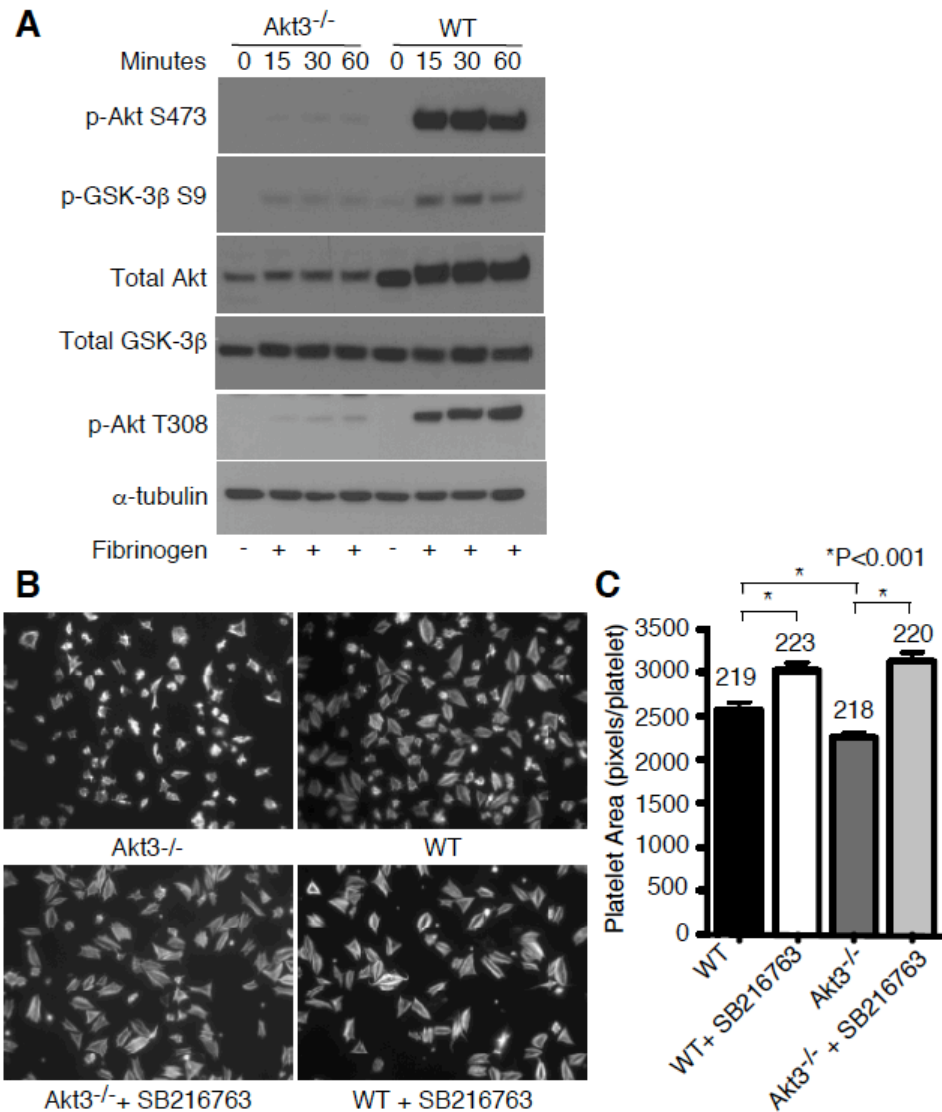 A
Akt3-/- WT
Minutes 0 15 30 60 0 15 30 60
p-Akt S473
p-GSK-3β S9
Total Akt
Total GSK-3β
p-Akt T308
α-tubulin
Fibrinogen - + + + - + + +
B
Akt3-/- WT
Akt3-/-+ SB216763 WT + SB216763
C
*P<0.001
*
* *
3500
3000
2500
2000
1500
1000
500
0
219 223 218 220
Platelet Area (pixels/platelet)
WT
WT+ SB216763
Akt3-/-
Akt3-/- + SB216763